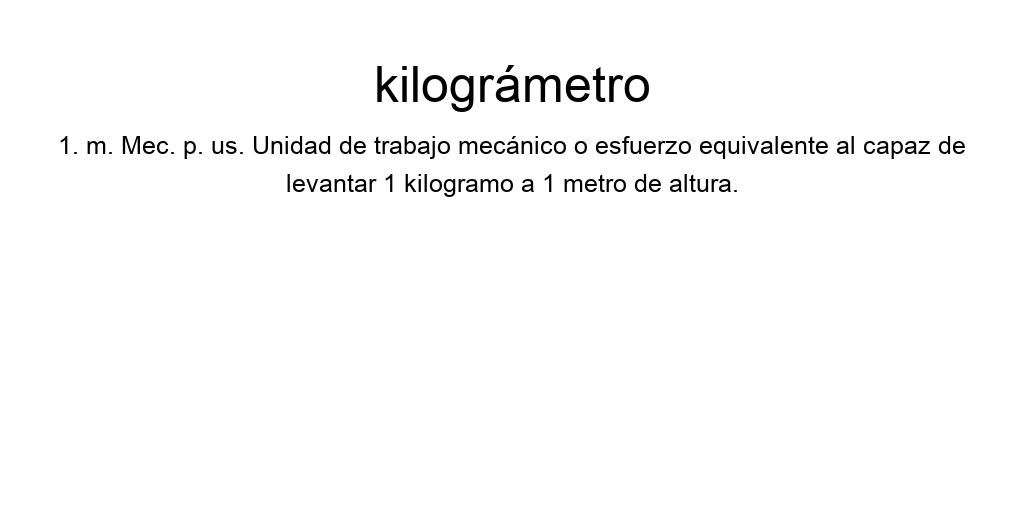 kilográmetro
1. m. Mec. p. us. Unidad de trabajo mecánico o esfuerzo equivalente al capaz de
levantar 1 kilogramo a 1 metro de altura.